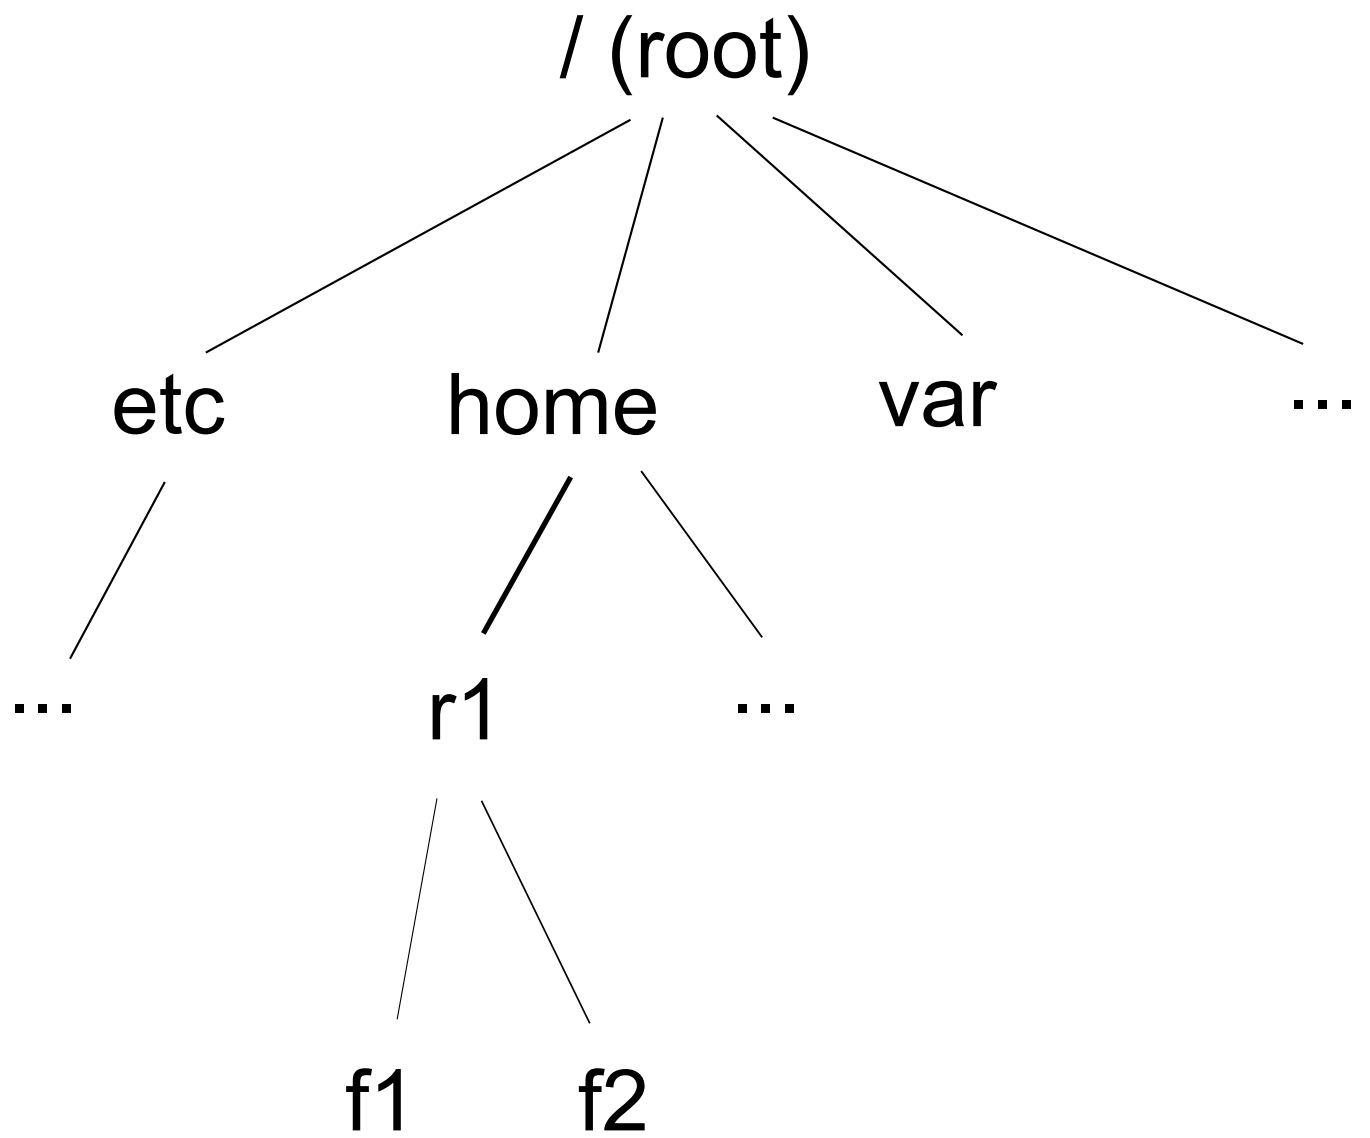 / (root)
etc home var ...
... r1 ...
f1 f2